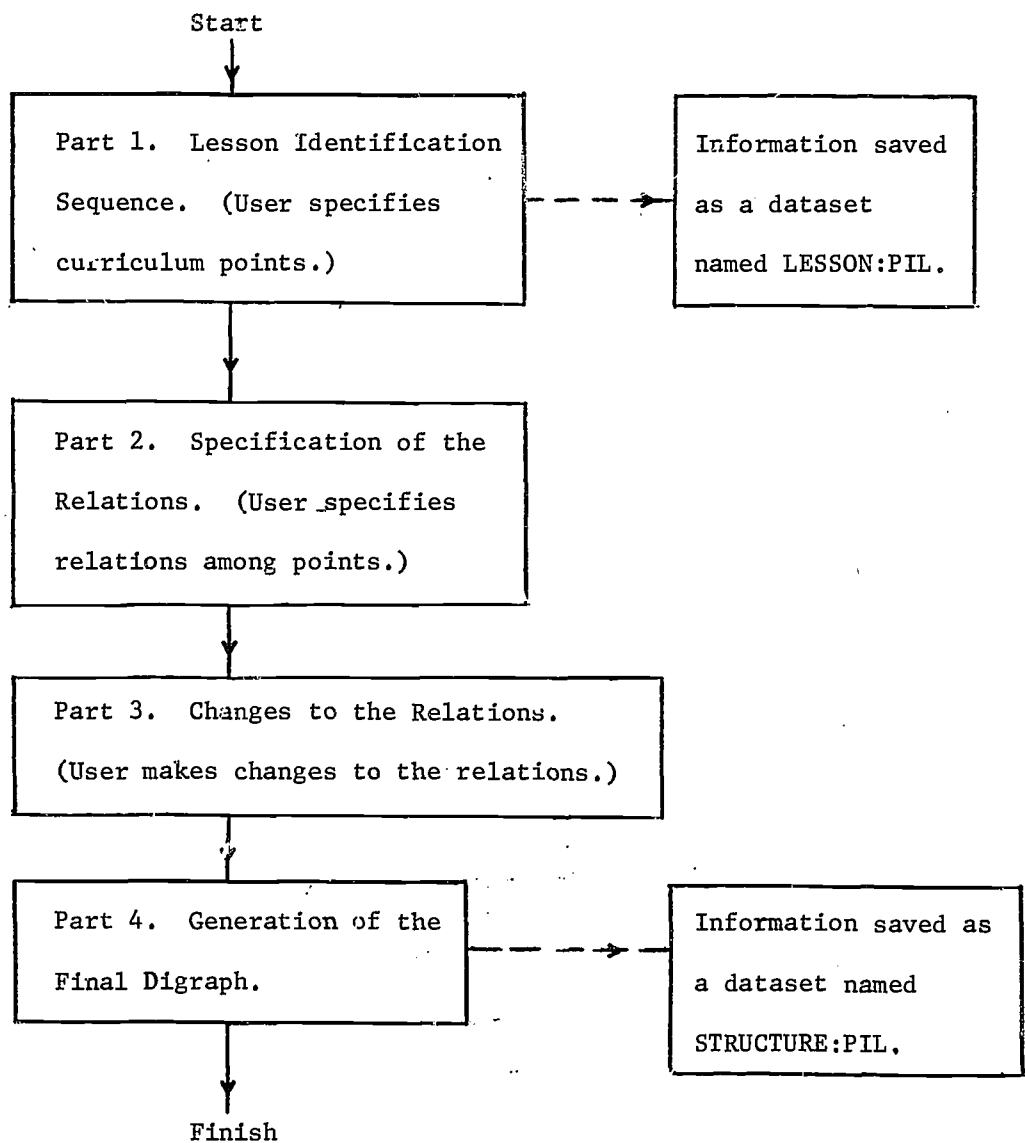 Start
Part 1. Lesson Identification
Sequence. (User specifies
curriculum points.)
Information saved
as a dataset
named LESSON:PIL.
Part 2. Specification of the
Relations. (User specifies
relations among points.)
Part 3. Changes to the Relations.
(User makes changes to the relations.)
Part 4. Generation of the
Final Digraph.
Information saved as
a dataset named
STRUCTURE:PIL.
Finish